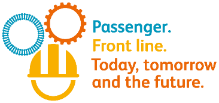 Passenger.
Front line.
Today, tomorrow
and the future.